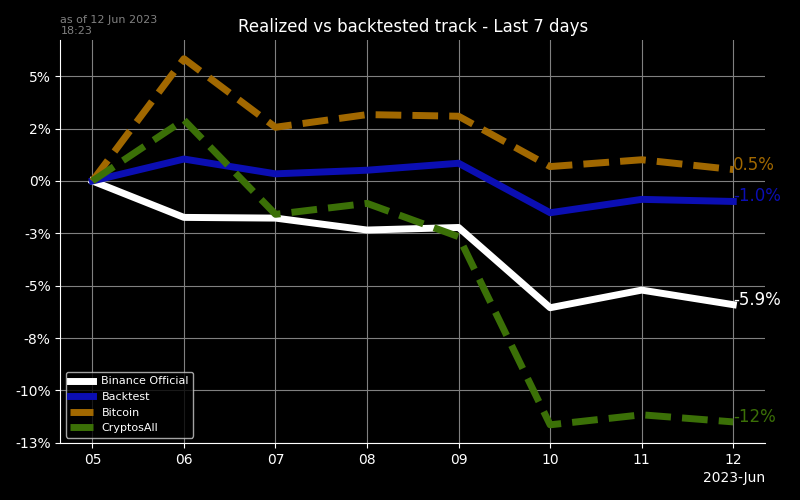 as of 12 Jun 2023
18:23
Realized vs backtested track - Last 7 days
5%
2%
0%
-3%
-5%
-8%
-10%
-13%
0.5%
-1.0%
-5.9%
-12%
Binance Official
Backtest
Bitcoin
CryptosAll
05 06 07 08 09 10 11 12
2023-Jun